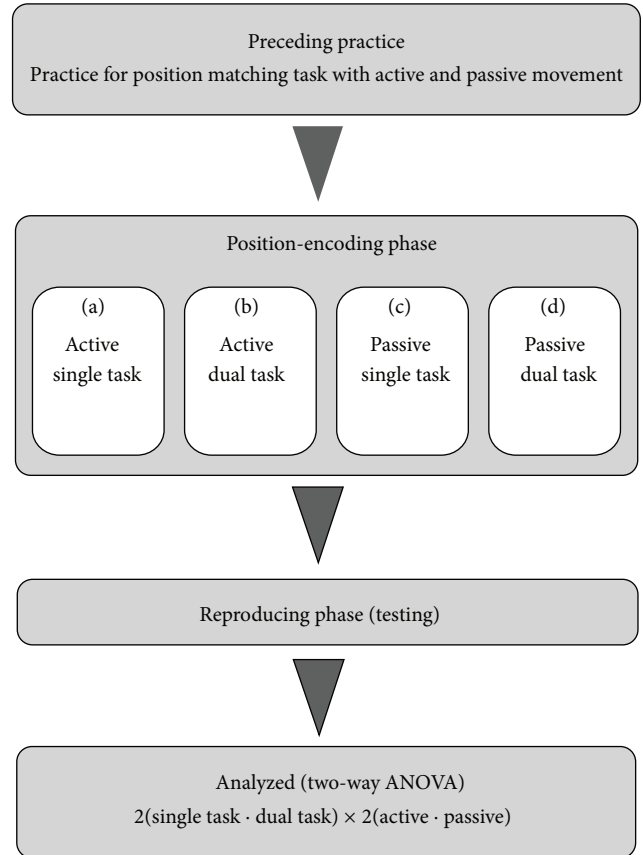 Preceding practice
Practice for position matching task with active and passive movement
Position-encoding phase
(a)
Active
single task
(b)
Active
dual task
(c)
Passive
single task
(d)
Passive
dual task
Reproducing phase (testing)
Analyzed (two-way ANOVA)
2(single task · dual task) × 2(active · passive)